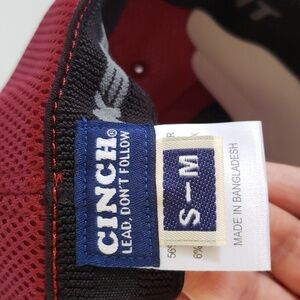 CINCH®
LEAD, DON'T FOLLOW
S-M
MADE IN BANGLADESH